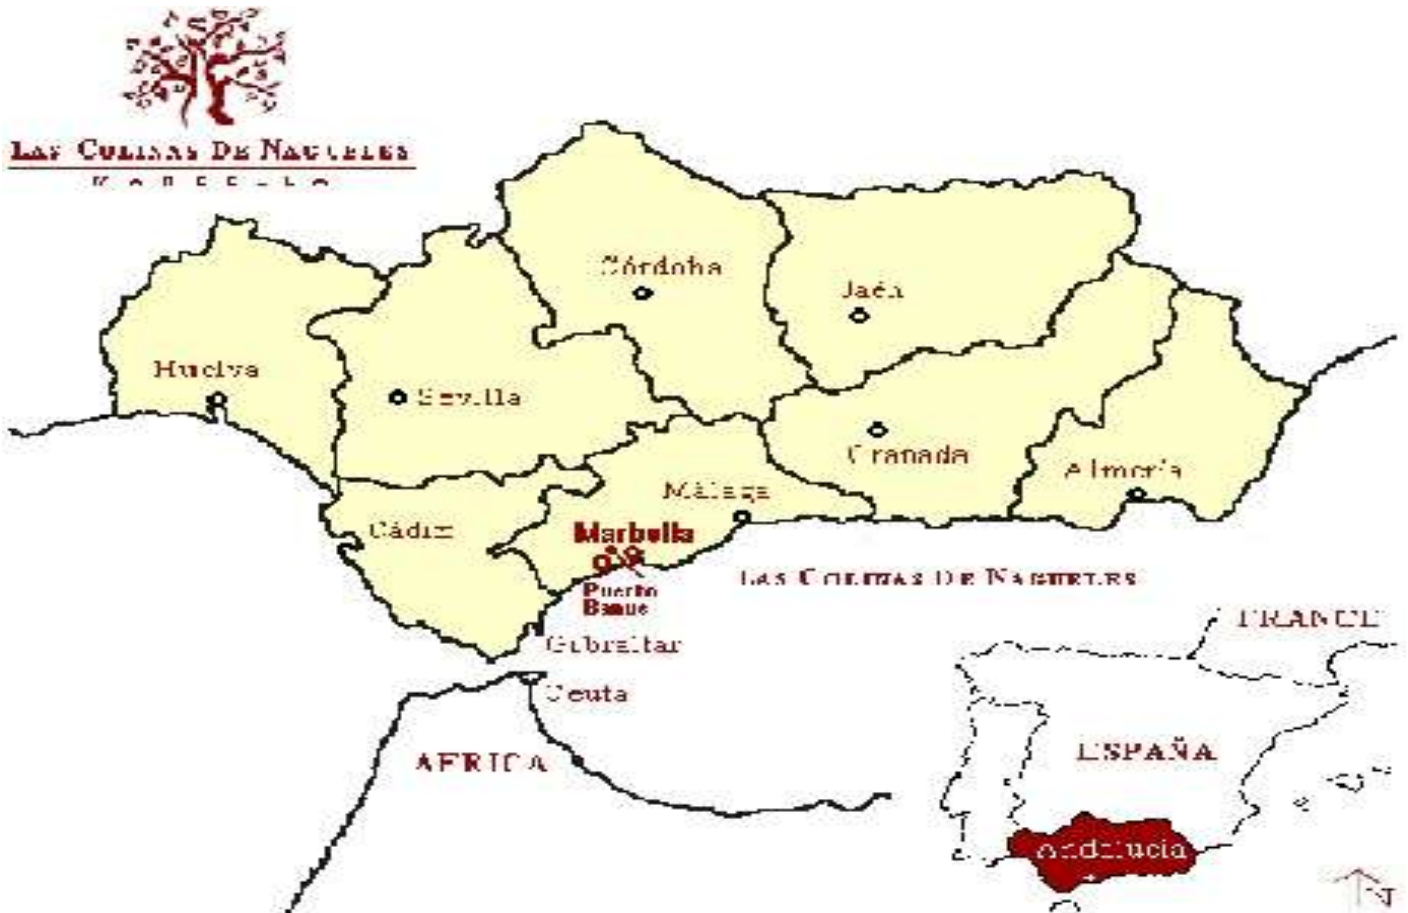 LAS COLINAS DE NAGUELES
Córdoba
Jaén
Huelva
Sevilla
Granada
Almería
Málaga
Cádiz
Marbella
LAS COLINAS DE NAGUELES
Puerto
Banus
FRANCE
Gibraltar
Ceuta
ESPAÑA
AFRICA
Andalucia
N